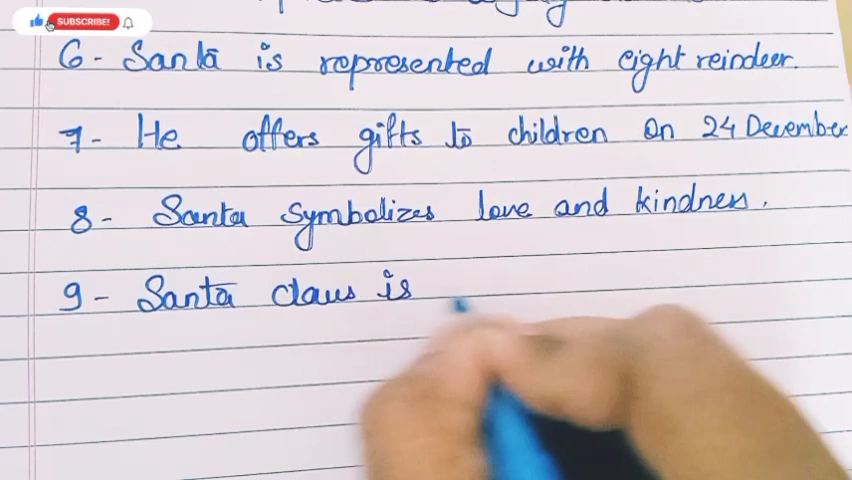 SUBSCRIBE!
6- Santa is represented with eight reindeer.
7- He offers gifts to children on 24 December
8- Santa symbolizes love and kindness.
9- Santa claus is